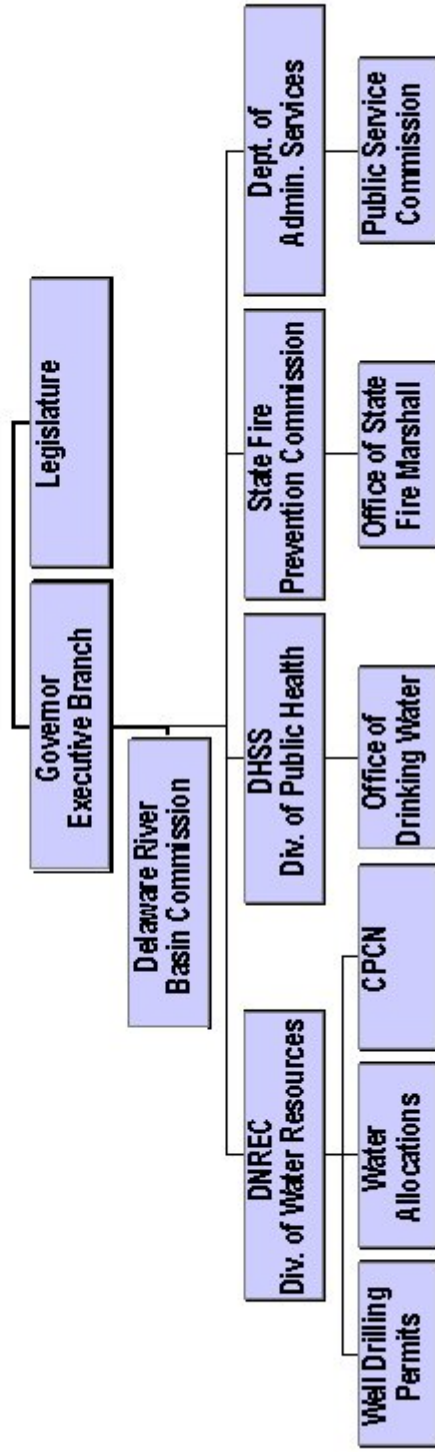 Governor
Executive Branch
Legislature
Delaware River
Basin Commission
DNREC
Div. of Water Resources
DHSS
Div. of Public Health
State Fire
Prevention Commission
Dept. of
Admin. Services
Well Drilling
Permits
Water
Allocations
CPCN
Office of
Drinking Water
Office of State
Fire Marshall
Public Service
Commission